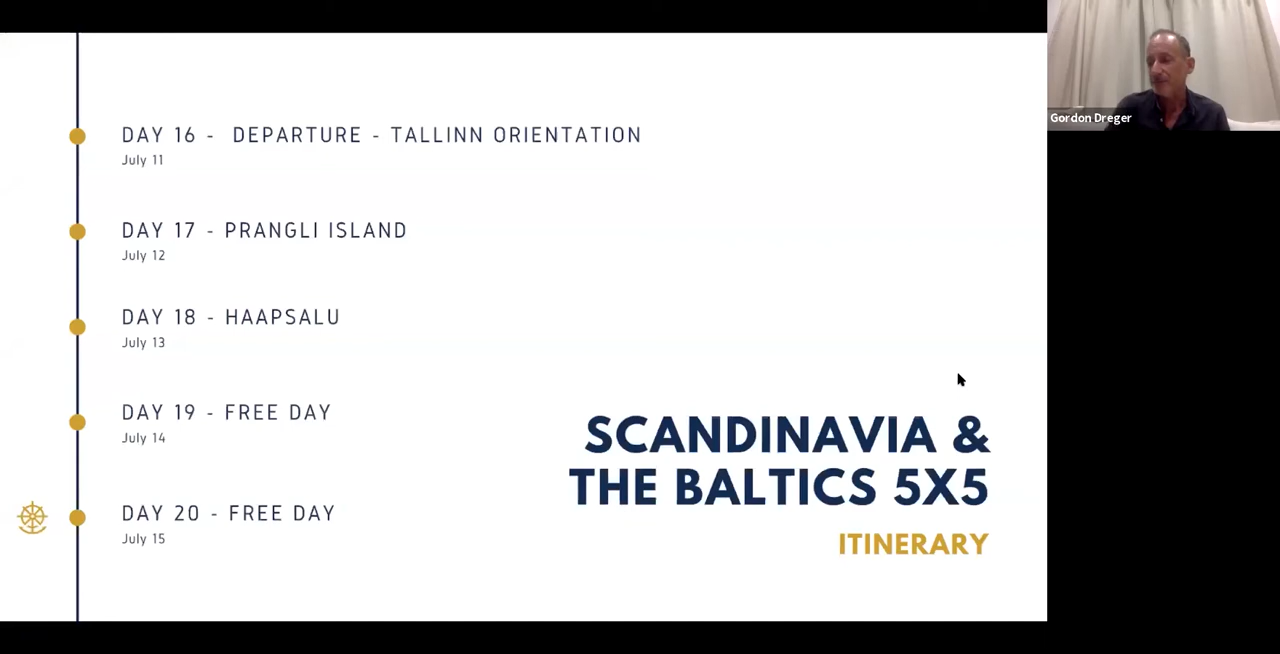 DAY 16 - DEPARTURE - TALLINN ORIENTATION
July 11
DAY 17 - PRANGLI ISLAND
July 12
DAY 18 - HAAPSALU
July 13
DAY 19 - FREE DAY
July 14
DAY 20 - FREE DAY
July 15
SCANDINAVIA &
THE BALTICS 5X5
ITINERARY
Gordon Dreger